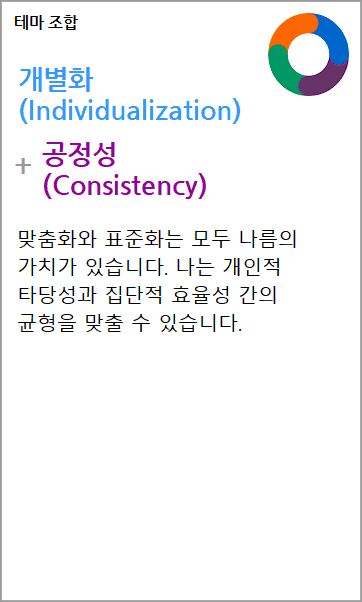 테마 조합
개별화
(Individualization)
+ 공정성
(Consistency)
맞춤화와 표준화는 모두 나름의
가치가 있습니다. 나는 개인적
타당성과 집단적 효율성 간의
균형을 맞출 수 있습니다.